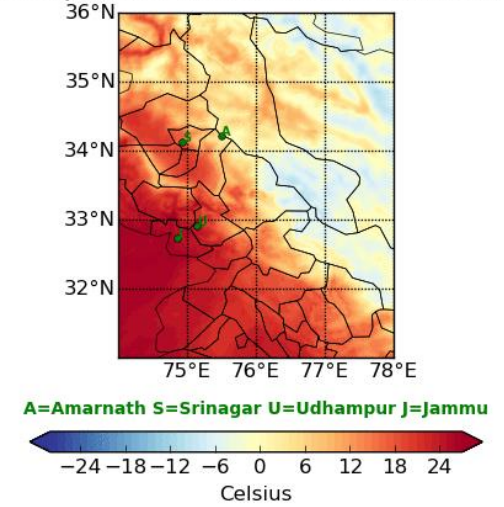 36°N
35°N
34°N
33°N
32°N
S
A
U
J
75°E 76°E 77°E 78°E
A=Amarnath S=Srinagar U=Udhampur J=Jammu
−24 −18 −12 −6 0 6 12 18 24
Celsius